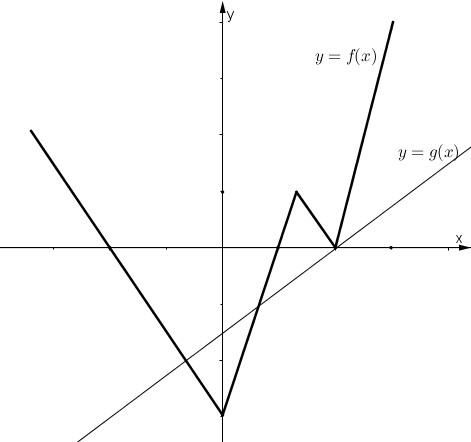 y
y = f(x)
y = g(x)
x